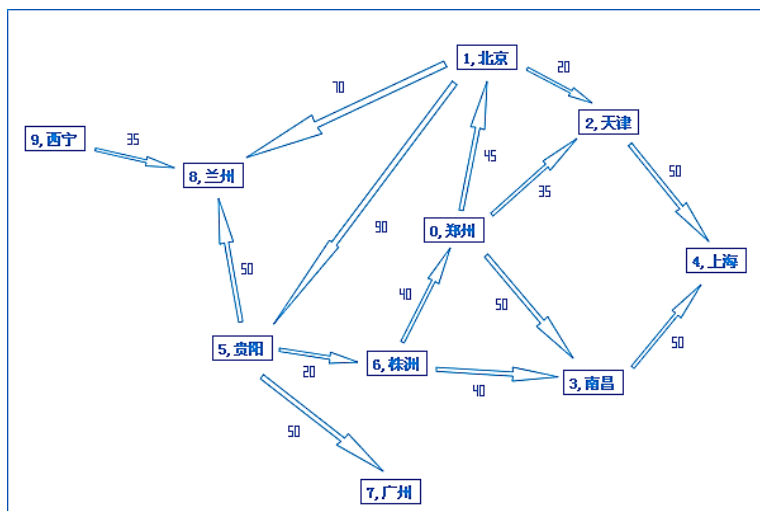 1, 北京
20
70
2, 天津
9, 西宁
35
8, 兰州
45
35
50
90
0, 郑州
4, 上海
50
40
50
5, 贵阳
20
6, 株洲
40
3, 南昌
50
50
7, 广州